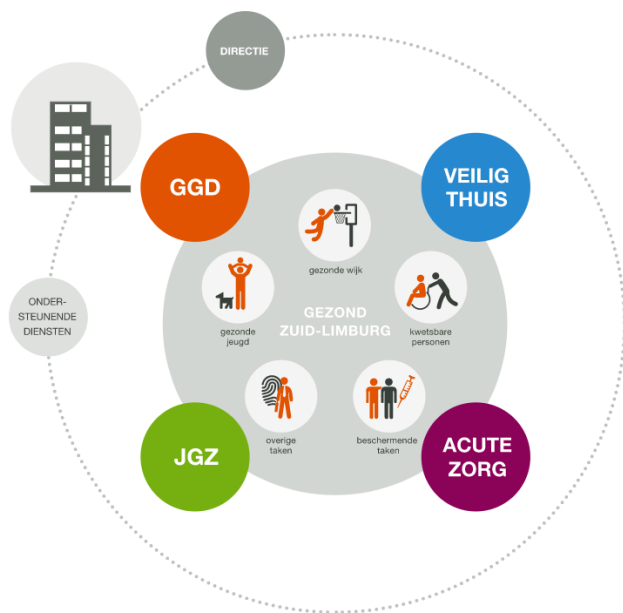 DIRECTIE
GGD
VEILIG
THUIS
gezonde wijk
ONDER-
STEUNENDE
DIENSTEN
gezonde
jeugd
GEZOND
ZUID-LIMBURG
kwetsbare
personen
overige
taken
beschermende
taken
JGZ
ACUTE
ZORG